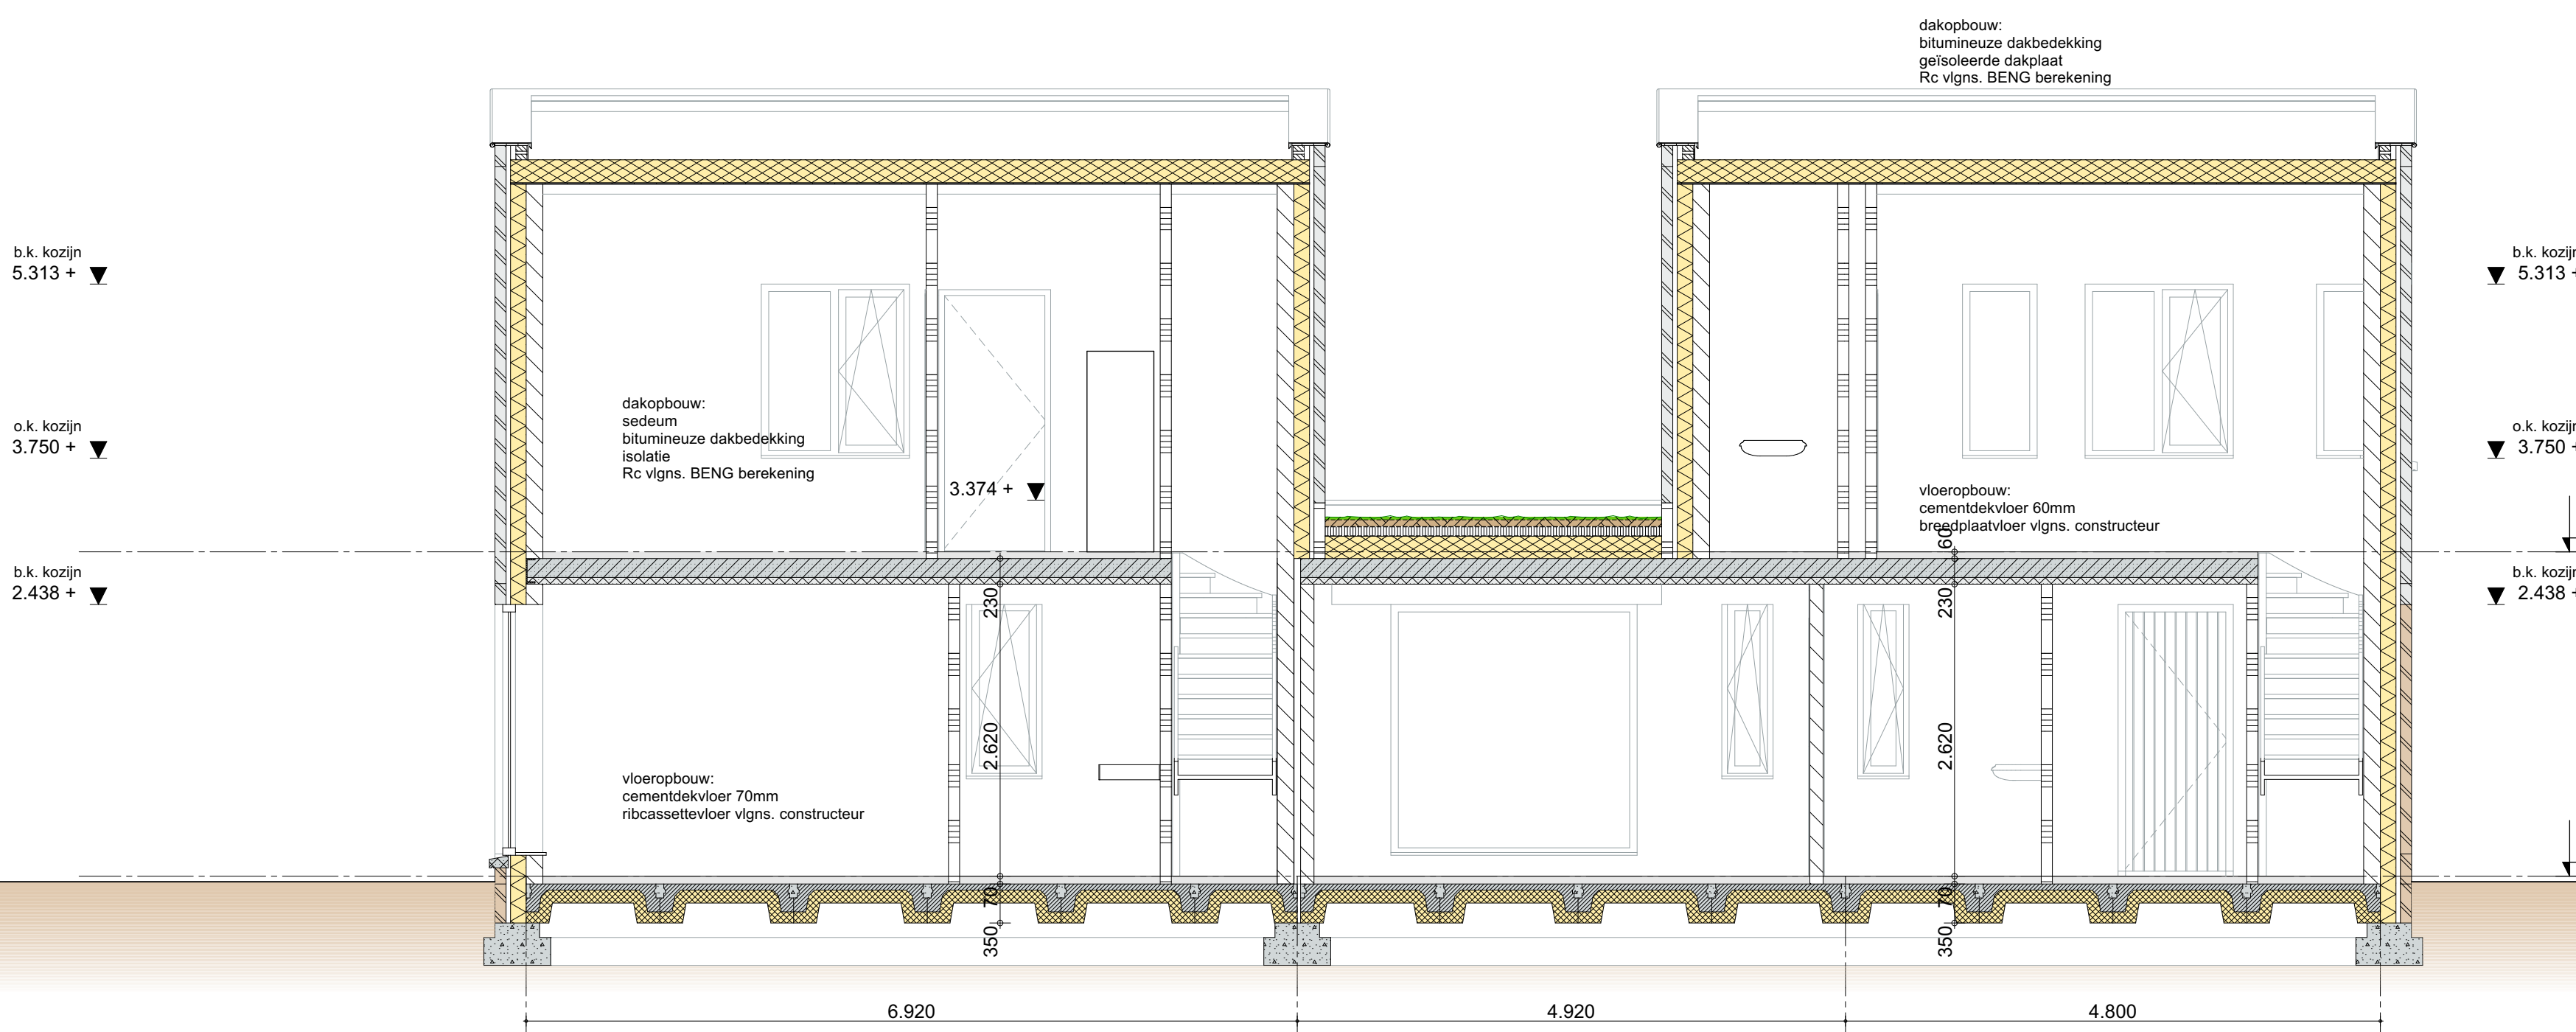 dakopbouw:
bitumineuze dakbedekking
geïsoleerde dakplaat
Rc vlgns. BENG berekening
b.k. kozijn
5.313 +
b.k. kozijn
5.313 +
dakopbouw:
sedeum
bitumineuze dakbedekking
isolatie
Rc vlgns. BENG berekening
o.k. kozijn
3.750 +
o.k. kozijn
3.750 +
3.374 +
vloeropbouw:
cementdekvloer 60mm
breedplaatvloer vlgns. constructeur
60
b.k. kozijn
2.438 +
b.k. kozijn
2.438 +
230
230
2.620
2.620
vloeropbouw:
cementdekvloer 70mm
ribcassettevloer vlgns. constructeur
70
70
350
350
6.920
4.920
4.800